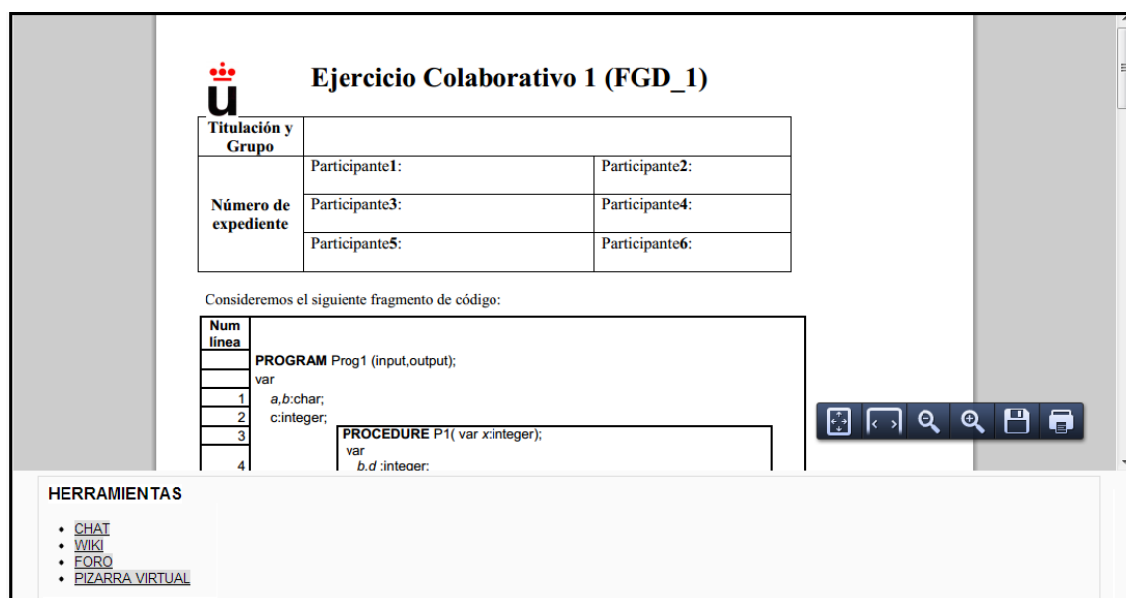 u
Ejercicio Colaborativo 1 (FGD_1)
Titulación y
Grupo
Número de
expediente
Participante1:
Participante2:
Participante3:
Participante4:
Participante5:
Participante6:
Consideremos el siguiente fragmento de código:
Num
línea
PROGRAM Prog1 (input,output);
var
1 a,b:char;
2 c:integer;
3 PROCEDURE P1( var x:integer);
var
4 b,d :integer;
HERRAMIENTAS
CHAT
WIKI
FORO
PIZARRA VIRTUAL